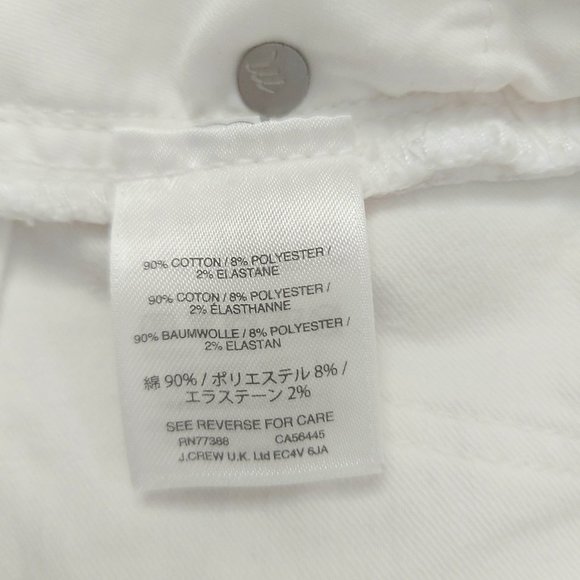 90% COTTON / 8% POLYESTER /
2% ELASTANE
90% COTON / 8% POLYESTER /
2% ÉLASTHANNE
90% BAUMWOLLE / 8% POLYESTER /
2% ELASTAN
綿 90% / ポリエステル 8% /
エラステーン 2%
SEE REVERSE FOR CARE
RN77388 CA56445
J.CREW U.K. Ltd EC4V 6JA